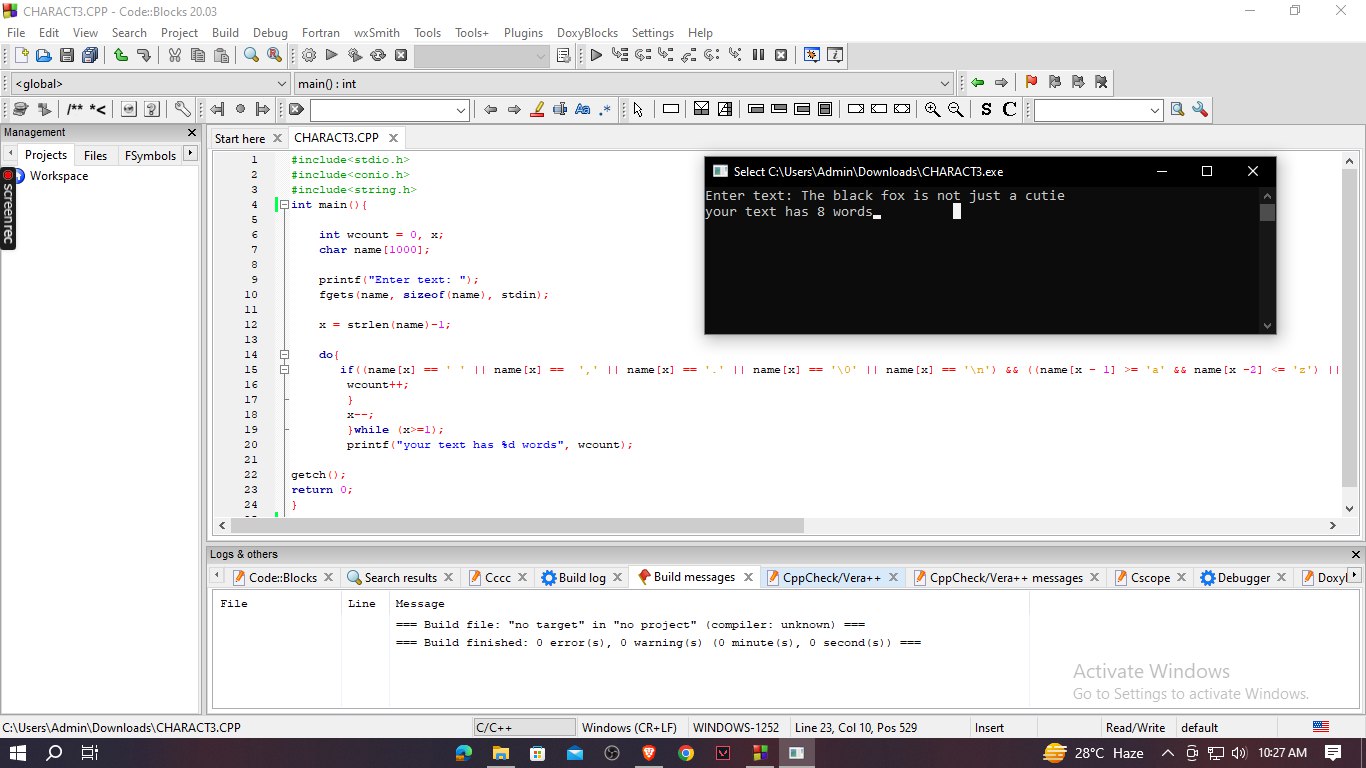 CHARACT3.CPP - Code::Blocks 20.03
File Edit View Search Project Build Debug Fortran wxSmith Tools Tools+ Plugins DoxyBlocks Settings Help
<global> main() : int
/** *< Aa .* S C
Management
Projects Files FSymbols
Workspace
screenrec
Start here CHARACT3.CPP
1 #include<stdio.h>
2 #include<conio.h>
3 #include<string.h>
4 int main(){
5
6 int wcount = 0, x;
7 char name[1000];
8
9 printf("Enter text: ");
10 fgets(name, sizeof(name), stdin);
11
12 x = strlen(name)-1;
13
14 do{
15 if((name[x] == ' ' || name[x] == ',' || name[x] == '.' || name[x] == '\0' || name[x] == '\n') && ((name[x - 1] >= 'a' && name[x -2] <= 'z') ||
16 wcount++;
17 }
18 x--;
19 }while (x>=1);
20 printf("your text has %d words", wcount);
21
22 getch();
23 return 0;
24 }
Select C:\Users\Admin\Downloads\CHARACT3.exe
Enter text: The black fox is not just a cutie
your text has 8 words
Logs & others
Code::Blocks Search results Cccc Build log Build messages CppCheck/Vera++ CppCheck/Vera++ messages Cscope Debugger Doxyl
File Line Message
=== Build file: "no target" in "no project" (compiler: unknown) ===
=== Build finished: 0 error(s), 0 warning(s) (0 minute(s), 0 second(s)) ===
Activate Windows
Go to Settings to activate Windows.
C:\Users\Admin\Downloads\CHARACT3.CPP C/C++ Windows (CR+LF) WINDOWS-1252 Line 23, Col 10, Pos 529 Insert Read/Write default
28°C Haze 10:27 AM